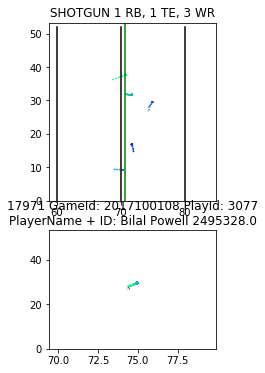 SHOTGUN 1 RB, 1 TE, 3 WR
50
40
30
20
10
0
60 70 80
17971 GameId: 2017100108 PlayId: 3077
PlayerName + ID: Bilal Powell 2495328.0
40
20
0
70.0 72.5 75.0 77.5